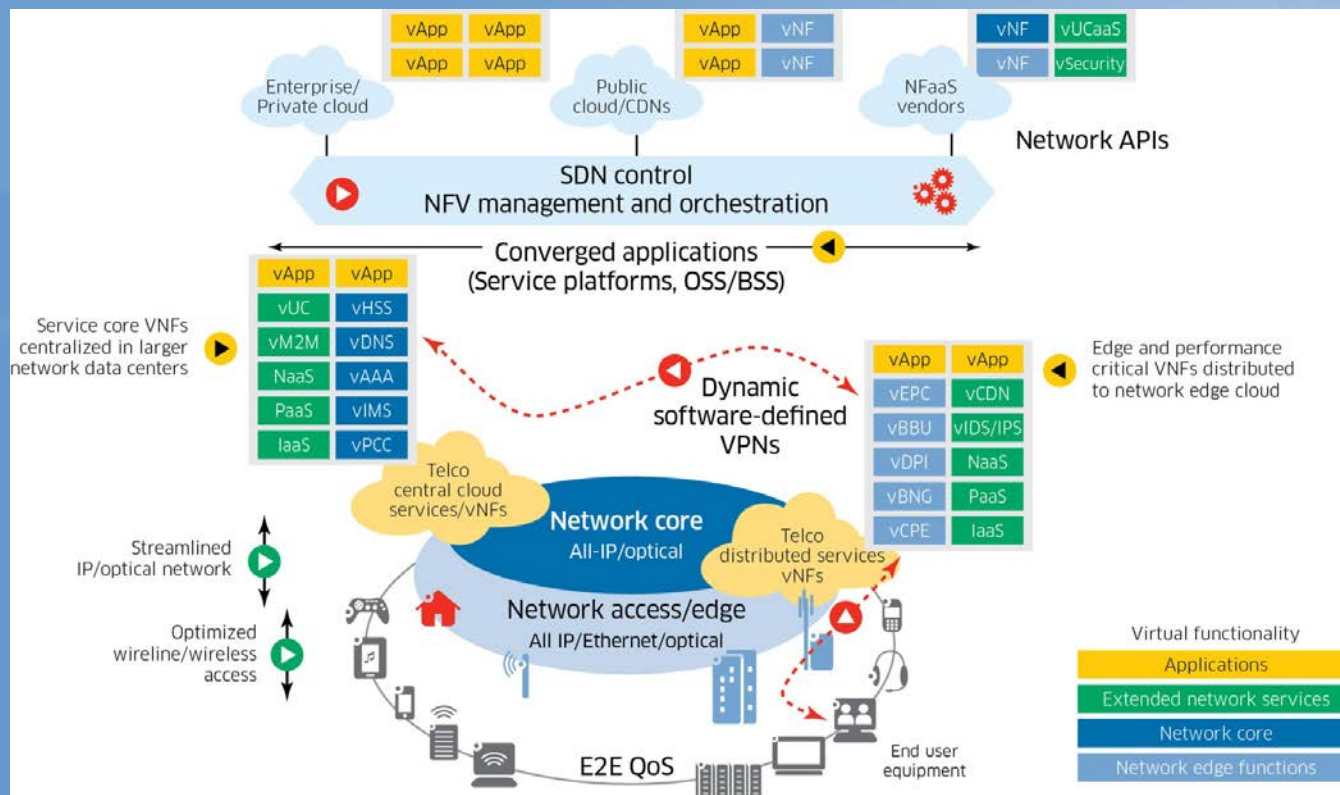 vApp vApp
vApp vApp
vApp vNF
vApp vNF
vNF vUCaaS
vNF vSecurity
Enterprise/
Private cloud
Public
cloud/CDNs
NFaaS
vendors
Network APIs
SDN control
NFV management and orchestration
Converged applications
(Service platforms, OSS/BSS)
Service core VNFs
centralized in larger
network data centers
vApp vApp
vUC vHSS
vM2M vDNS
NaaS vAAA
PaaS vIMS
IaaS vPCC
Dynamic
software-defined
VPNs
vApp vApp
vEPC vCDN
vBBU vIDS/IPS
vDPI NaaS
vBNG PaaS
vCPE IaaS
Edge and performance
critical VNFs distributed
to network edge cloud
Telco
central cloud
services/vNFs
Network core
All-IP/optical
Telco
distributed services
vNFs
Streamlined
IP/optical network
Network access/edge
All IP/Ethernet/optical
Optimized
wireline/wireless
access
E2E QoS
End user
equipment
Virtual functionality
Applications
Extended network services
Network core
Network edge functions